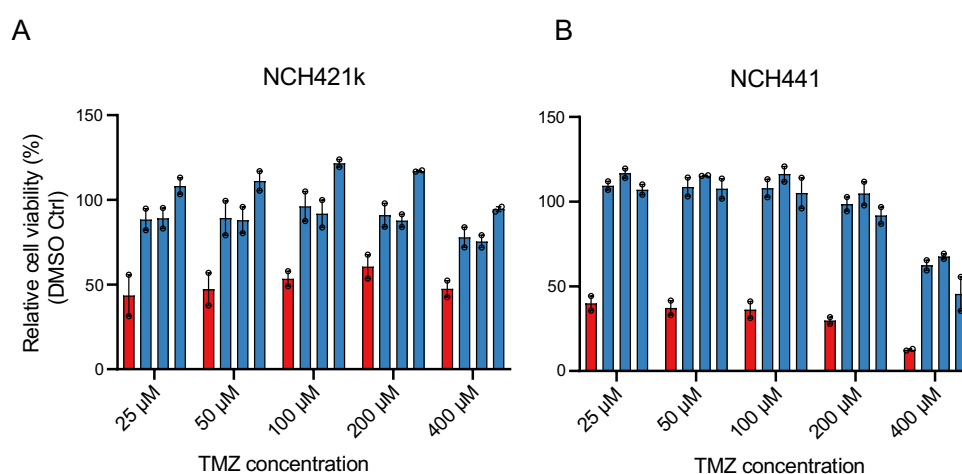 A
B
NCH421k
NCH441
Relative cell viability (%)
(DMSO Ctrl)
150
100
50
0
25 µM
50 µM
100 µM
200 µM
400 µM
TMZ concentration
150
100
50
0
25 µM
50 µM
100 µM
200 µM
400 µM
TMZ concentration